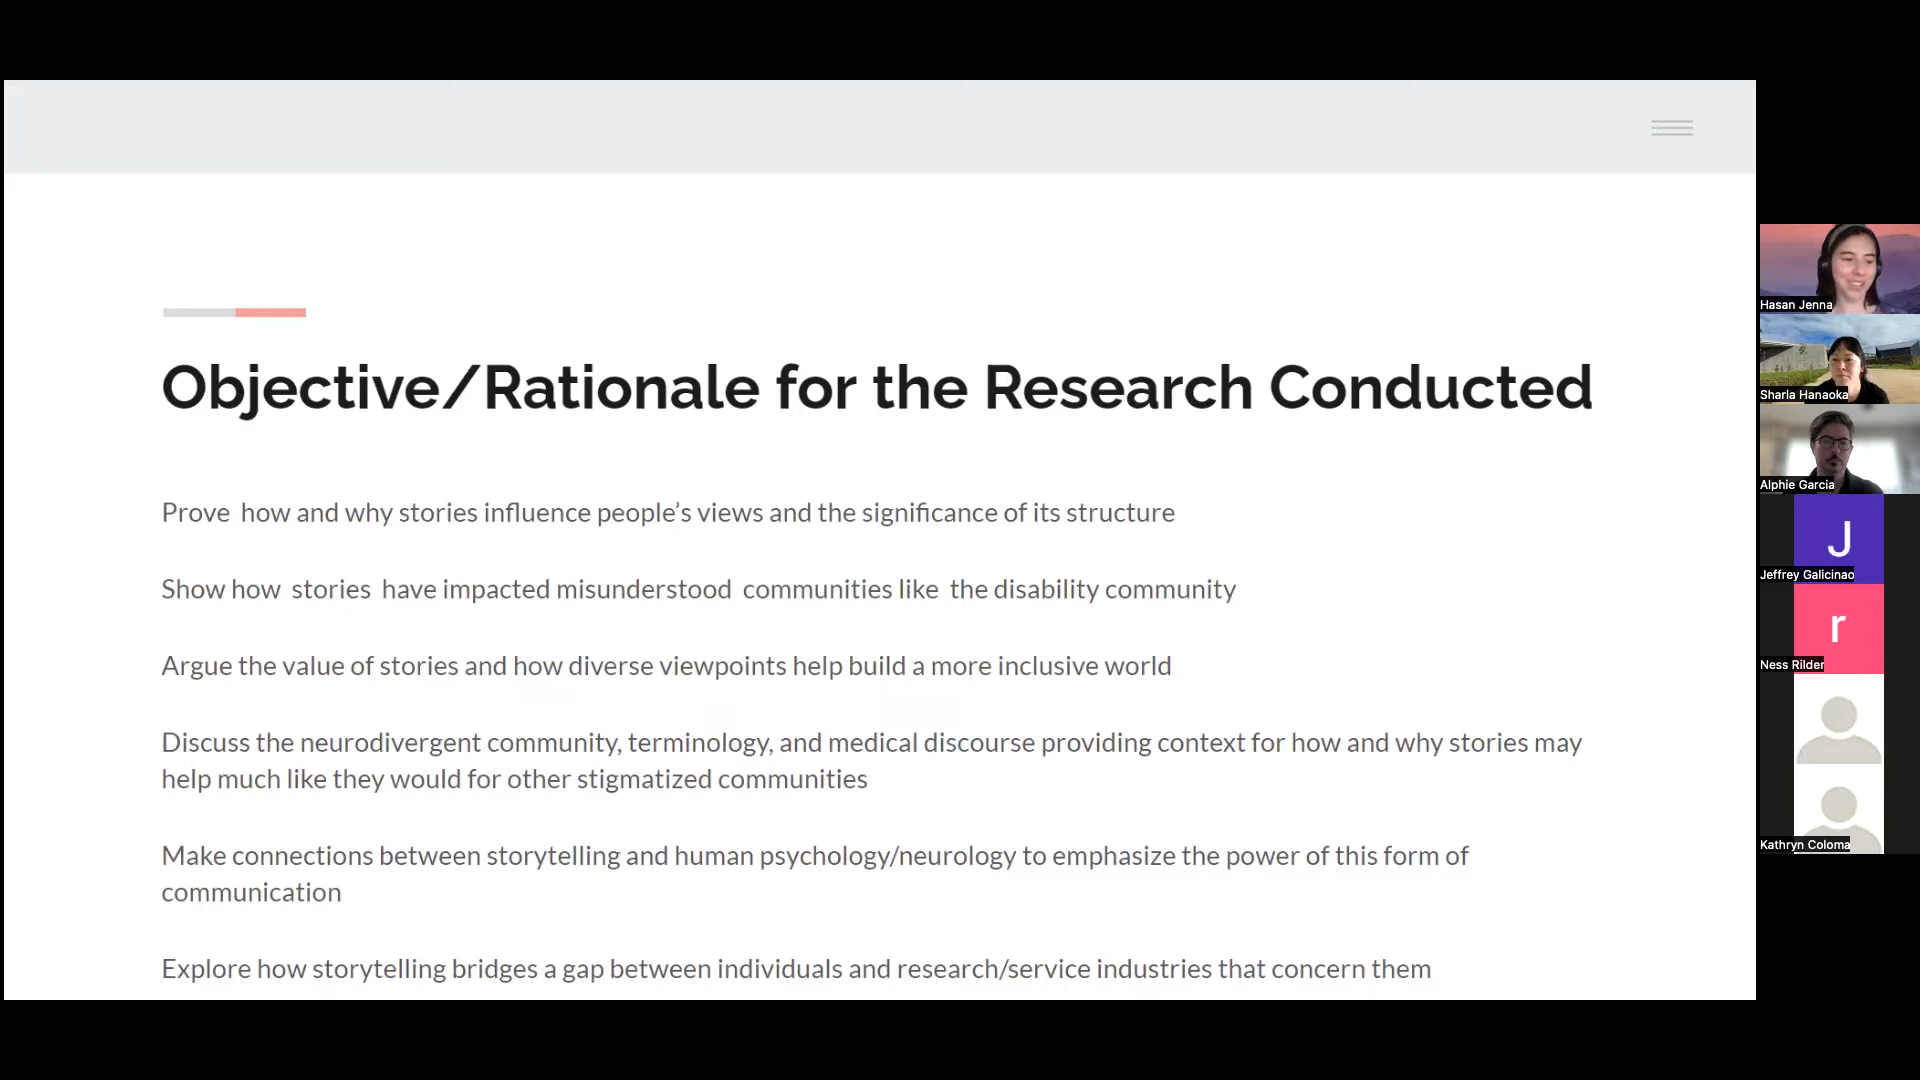 Objective/Rationale for the Research Conducted
Prove how and why stories influence people’s views and the significance of its structure
Show how stories have impacted misunderstood communities like the disability community
Argue the value of stories and how diverse viewpoints help build a more inclusive world
Discuss the neurodivergent community, terminology, and medical discourse providing context for how and why stories may
help much like they would for other stigmatized communities
Make connections between storytelling and human psychology/neurology to emphasize the power of this form of
communication
Explore how storytelling bridges a gap between individuals and research/service industries that concern them
Hasan Jenna
Sharla Hanaoka
Alphie Garcia
J
Jeffrey Galicinao
r
Ness Rilder
Kathryn Coloma